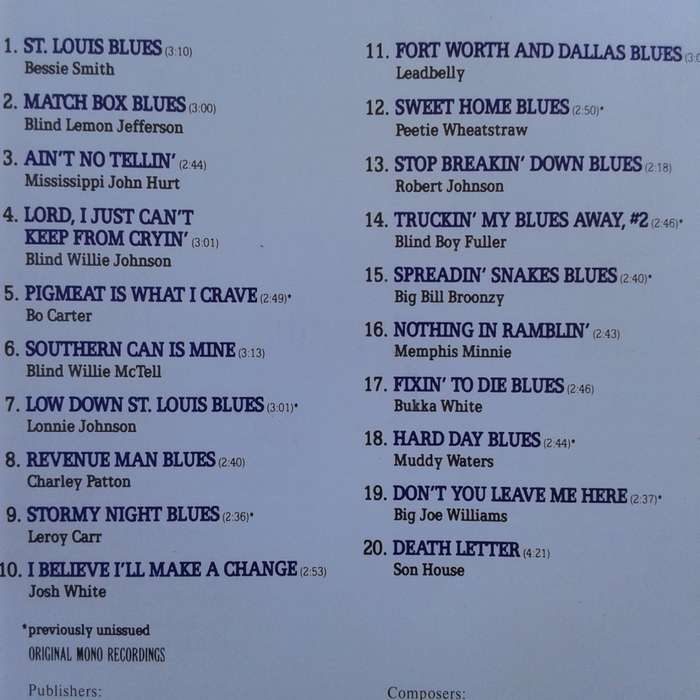 1. ST. LOUIS BLUES (3:10)
Bessie Smith
2. MATCH BOX BLUES (3:00)
Blind Lemon Jefferson
3. AIN'T NO TELLIN' (2:44)
Mississippi John Hurt
4. LORD, I JUST CAN'T
KEEP FROM CRYIN' (3:01)
Blind Willie Johnson
5. PIGMEAT IS WHAT I CRAVE (2:49)*
Bo Carter
6. SOUTHERN CAN IS MINE (3:13)
Blind Willie McTell
7. LOW DOWN ST. LOUIS BLUES (3:01)*
Lonnie Johnson
8. REVENUE MAN BLUES (2:40)
Charley Patton
9. STORMY NIGHT BLUES (2:36)*
Leroy Carr
10. I BELIEVE I'LL MAKE A CHANGE (2:53)
Josh White
*previously unissued
ORIGINAL MONO RECORDINGS
Publishers:
11. FORT WORTH AND DALLAS BLUES
Leadbelly
12. SWEET HOME BLUES (2:50)*
Peetie Wheatstraw
13. STOP BREAKIN' DOWN BLUES (2:18)
Robert Johnson
14. TRUCKIN' MY BLUES AWAY, #2 (2:46)*
Blind Boy Fuller
15. SPREADIN' SNAKES BLUES (2:40)*
Big Bill Broonzy
16. NOTHING IN RAMBLIN' (2:43)
Memphis Minnie
17. FIXIN' TO DIE BLUES (2:46)
Bukka White
18. HARD DAY BLUES (2:44)*
Muddy Waters
19. DON'T YOU LEAVE ME HERE (2:37)*
Big Joe Williams
20. DEATH LETTER (4:21)
Son House
Composers: